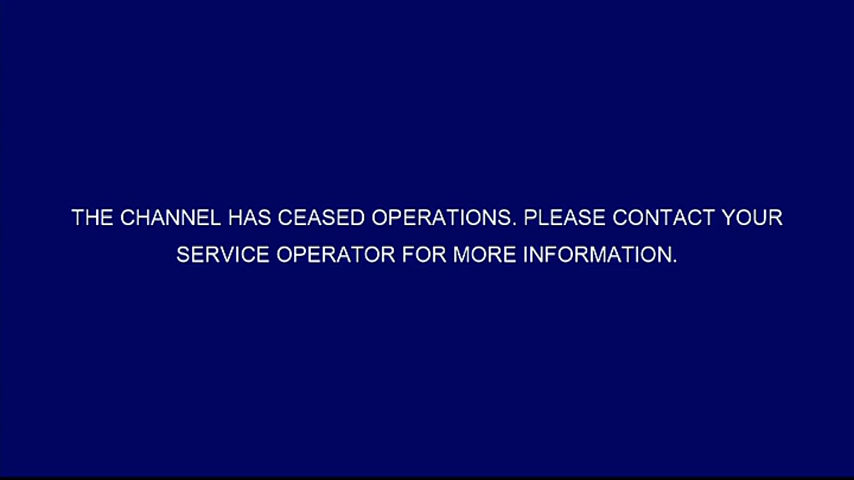 THE CHANNEL HAS CEASED OPERATIONS. PLEASE CONTACT YOUR
SERVICE OPERATOR FOR MORE INFORMATION.